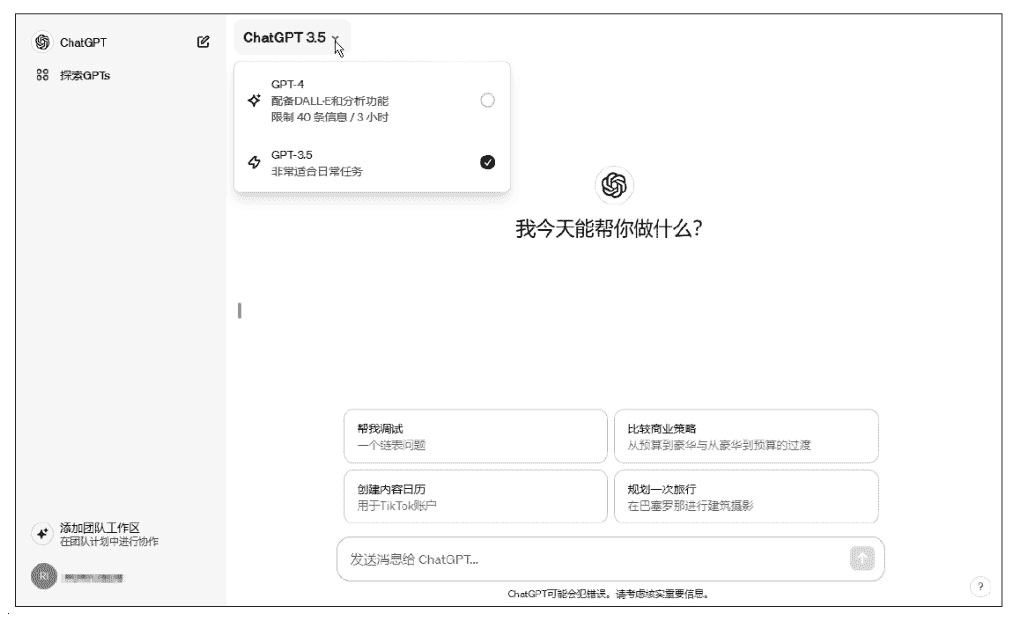 ChatGPT
探索GPTs
ChatGPT 3.5
GPT-4
配备DALL·E和分析功能
限制 40 条信息 / 3 小时
GPT-3.5
非常适合日常任务
我今天能帮你做什么?
帮我调试
一个链表问题
比较商业策略
从预算到豪华与从豪华到预算的过渡
创建内容日历
用于TikTok账户
规划一次旅行
在巴塞罗那进行建筑摄影
添加团队工作区
在团队计划中进行协作
RI
发送消息给 ChatGPT...
ChatGPT可能会犯错误。请考虑核实重要信息。
?